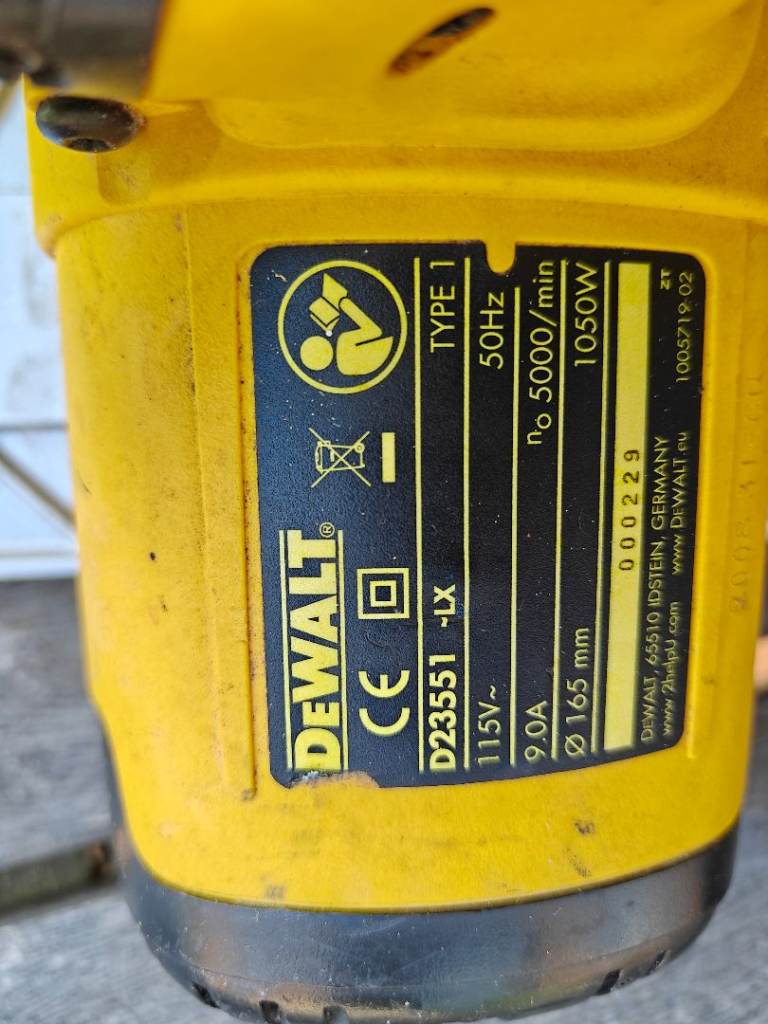 DEWALT®
CE
D23551 ~LX TYPE 1
115V~ 50Hz
9.0A n₀ 5000/min
Ø 165 mm 1050W
000229
DEWALT, 65510 IDSTEIN, GERMANY ZT
www.2helpU.com www.DEWALT.eu 1005719-02